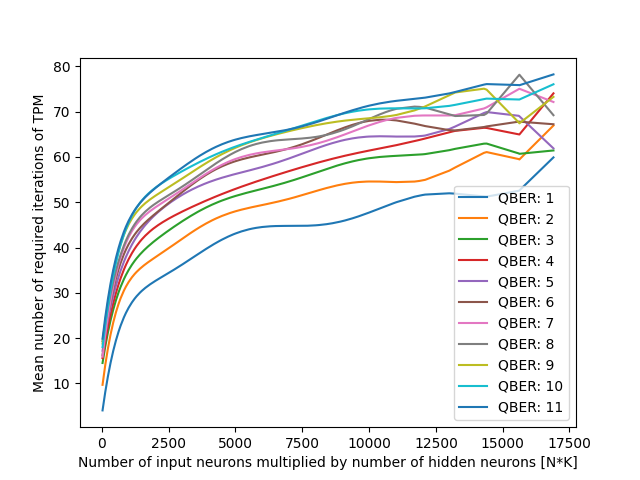 80
70
60
50
40
30
20
10
Mean number of required iterations of TPM
QBER: 1
QBER: 2
QBER: 3
QBER: 4
QBER: 5
QBER: 6
QBER: 7
QBER: 8
QBER: 9
QBER: 10
QBER: 11
0 2500 5000 7500 10000 12500 15000 17500
Number of input neurons multiplied by number of hidden neurons [N*K]